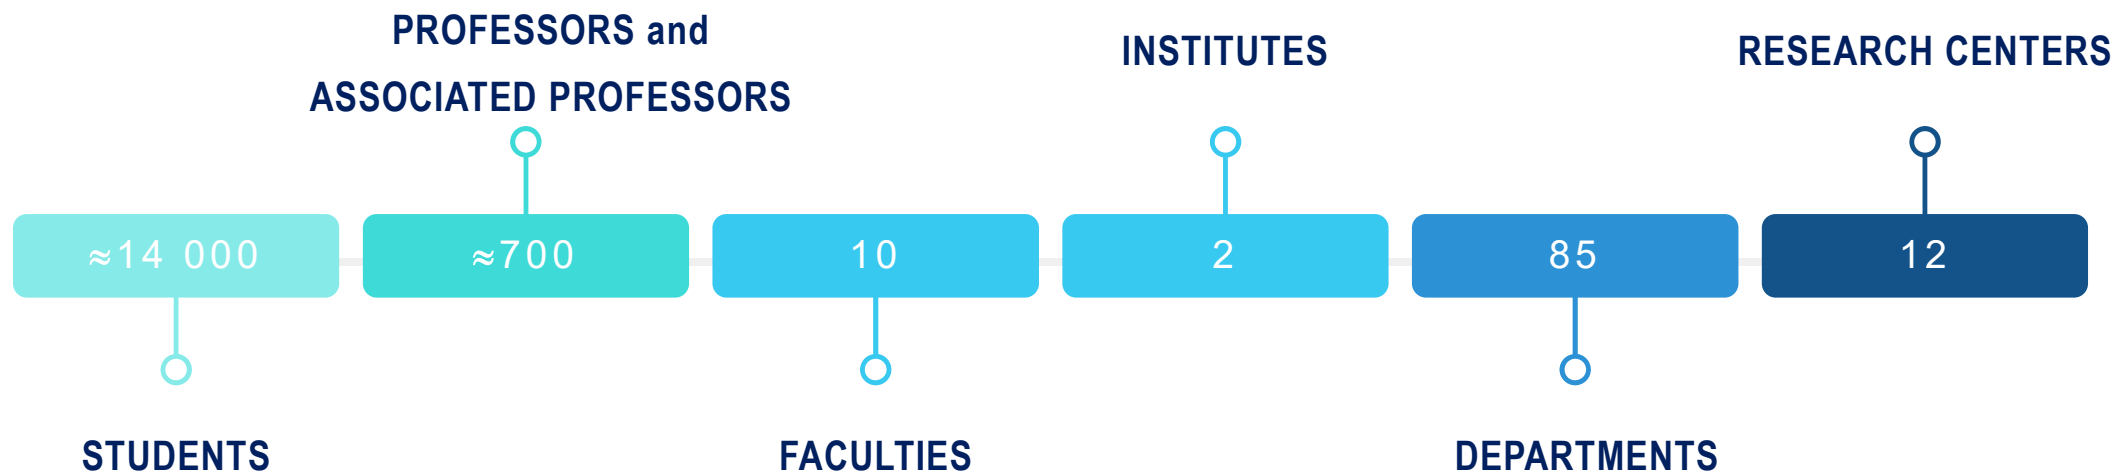 PROFESSORS and
ASSOCIATED PROFESSORS
INSTITUTES
RESEARCH CENTERS
≈14 000
≈700
10
2
85
12
STUDENTS
FACULTIES
DEPARTMENTS